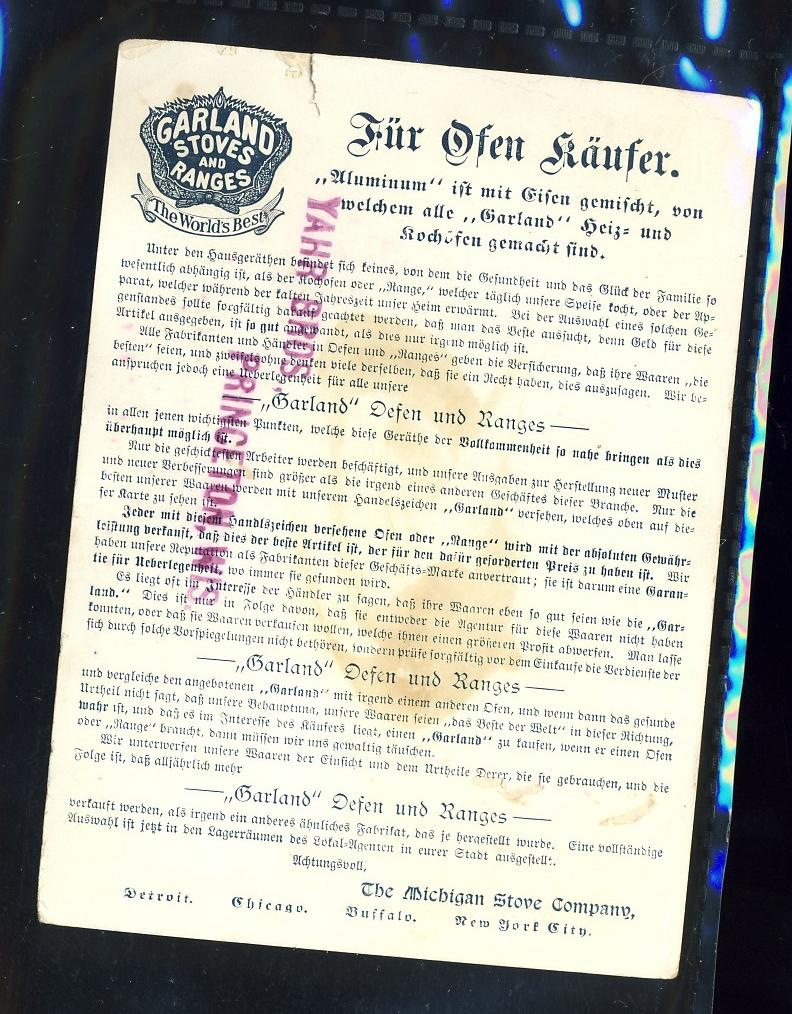 GARLAND
STOVES
AND
RANGES
The World's Best
Für Ofen Käufer.
„Aluminum“ ist mit Eisen gemischt, von
welchem alle „Garland“ Heiz- und
Kochöfen gemacht sind.
Unter den Hausgeräthen befindet sich keines, von dem die Gesundheit und das Glück der Familie so
wesentlich abhängig ist, als der Kochofen oder „Range,“ welcher täglich unsere Speise kocht, oder der Ap-
parat, welcher während der kalten Jahreszeit unser Heim erwärmt. Bei der Auswahl eines solchen Ge-
genstandes sollte sorgfältig darauf geachtet werden, daß man das Beste aussucht, denn Geld für diese
Artikel ausgegeben, ist so gut angewandt, als dies nur irgend möglich ist.
Alle Fabrikanten und Händler in Oefen und „Ranges“ geben die Versicherung, daß ihre Waaren „die
besten“ seien, und zweifelsohne denken viele derselben, daß sie ein Recht haben, dies auszusagen. Wir be-
anspruchen jedoch eine Ueberlegenheit für alle unsere
—„Garland“ Oefen und Ranges—
in allen jenen wichtigsten Punkten, welche diese Geräthe der Vollkommenheit so nahe bringen als dies
überhaupt möglich ist.
Nur die geschicktesten Arbeiter werden beschäftigt, und unsere Ausgaben zur Herstellung neuer Muster
und neuer Verbesserungen sind größer als die irgend eines anderen Geschäftes dieser Branche. Nur die
besten unserer Waaren werden mit unserem Handelszeichen „Garland“ versehen, welches oben auf die-
ser Karte zu sehen ist.
Jeder mit diesem Handlszeichen versehene Ofen oder „Range“ wird mit der absoluten Gewähr-
leistung verkauft, daß dies der beste Artikel ist, der für den dafür geforderten Preis zu haben ist. Wir
haben unsere Reputation als Fabrikanten dieser Geschäfts-Marke anvertraut; sie ist darum eine Garan-
tie für Ueberlegenheit, wo immer sie gefunden wird.
Es liegt oft im Interesse der Händler zu sagen, daß ihre Waaren eben so gut seien wie die „Gar-
land.“ Dies ist nur in Folge davon, daß sie entweder die Agentur für diese Waaren nicht haben
konnten, oder daß sie Waaren verkaufen wollen, welche ihnen einen größeren Profit abwerfen. Man lasse
sich durch solche Vorspiegelungen nicht bethören, sondern prüfe sorgfältig vor dem Einkaufe die Verdienste der
—„Garland“ Oefen und Ranges—
und vergleiche den angebotenen „Garland“ mit irgend einem anderen Ofen, und wenn dann das gesunde
Urtheil nicht sagt, daß unsere Behauptung, unsere Waaren seien „das Beste der Welt“ in dieser Richtung,
wahr ist, und daß es im Interesse des Käufers liegt, einen „Garland“ zu kaufen, wenn er einen Ofen
oder „Range“ braucht, dann müssen wir uns gewaltig täuschen.
Wir unterwerfen unsere Waaren der Einsicht und dem Urtheile Derer, die sie gebrauchen, und die
Folge ist, daß alljährlich mehr
—„Garland“ Oefen und Ranges—
verkauft werden, als irgend ein anderes ähnliches Fabrikat, das je hergestellt wurde. Eine vollständige
Auswahl ist jetzt in den Lagerräumen des Lokal-Agenten in eurer Stadt ausgestellt.
Achtungsvoll,
The Michigan Stove Company,
Detroit. Chicago. Buffalo. New York City.
YAHR BROS.,
PRINCETON, WIS.